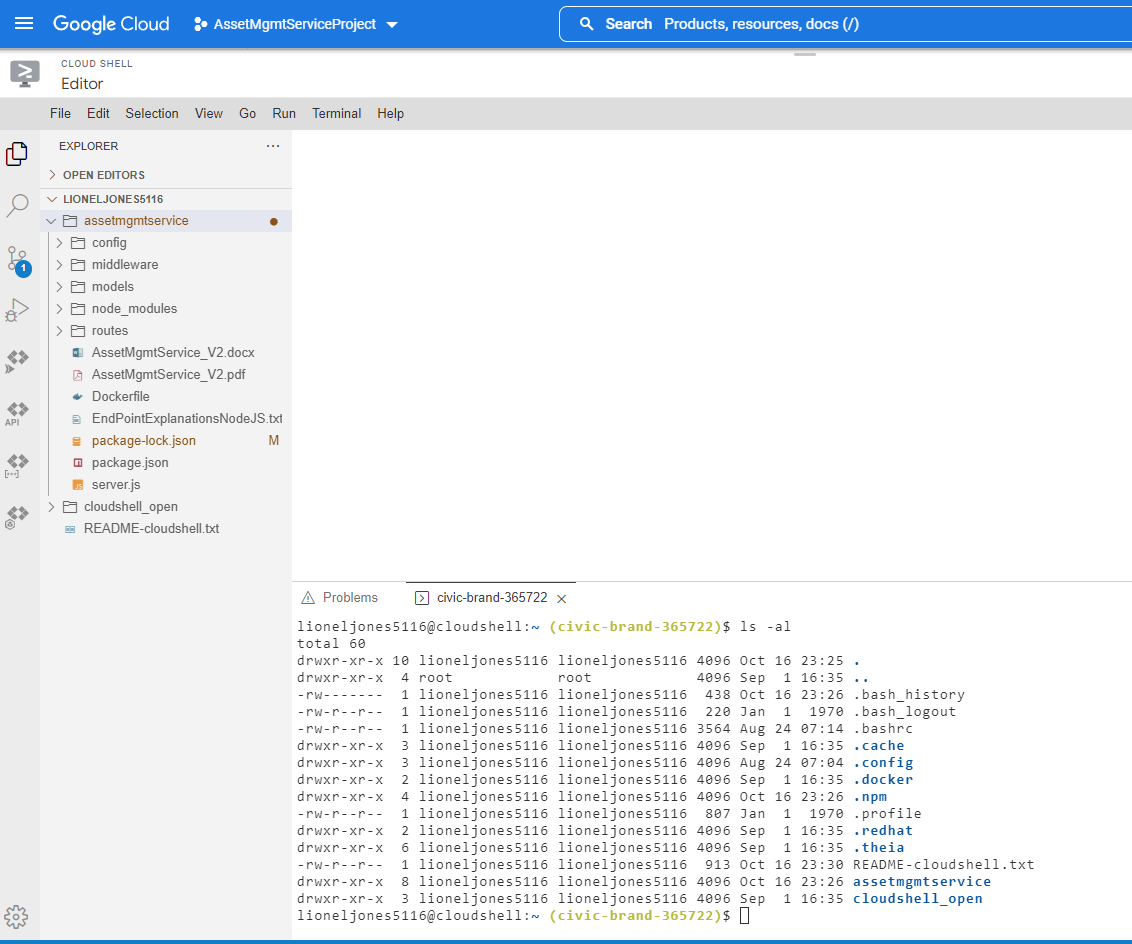 Google Cloud AssetMgmtServiceProject Search Products, resources, docs (/)
CLOUD SHELL
Editor
File Edit Selection View Go Run Terminal Help
EXPLORER
OPEN EDITORS
LIONELJONES5116
assetmgmtservice
config
middleware
1
models
node_modules
routes
AssetMgmtService_V2.docx
AssetMgmtService_V2.pdf
Dockerfile
API
EndPointExplanationsNodeJS.txt
package-lock.json M
package.json
server.js
cloudshell_open
README-cloudshell.txt
Problems civic-brand-365722
lioneljones5116@cloudshell:~ (civic-brand-365722)$ ls -al
total 60
drwxr-xr-x 10 lioneljones5116 lioneljones5116 4096 Oct 16 23:25 .
drwxr-xr-x  4 root            root            4096 Sep  1 16:35 ..
-rw-------  1 lioneljones5116 lioneljones5116  438 Oct 16 23:26 .bash_history
-rw-r--r--  1 lioneljones5116 lioneljones5116  220 Jan  1  1970 .bash_logout
-rw-r--r--  1 lioneljones5116 lioneljones5116 3564 Aug 24 07:14 .bashrc
drwxr-xr-x  3 lioneljones5116 lioneljones5116 4096 Sep  1 16:35 .cache
drwxr-xr-x  3 lioneljones5116 lioneljones5116 4096 Aug 24 07:04 .config
drwxr-xr-x  2 lioneljones5116 lioneljones5116 4096 Sep  1 16:35 .docker
drwxr-xr-x  4 lioneljones5116 lioneljones5116 4096 Oct 16 23:26 .npm
-rw-r--r--  1 lioneljones5116 lioneljones5116  807 Jan  1  1970 .profile
drwxr-xr-x  2 lioneljones5116 lioneljones5116 4096 Sep  1 16:35 .redhat
drwxr-xr-x  6 lioneljones5116 lioneljones5116 4096 Sep  1 16:35 .theia
-rw-r--r--  1 lioneljones5116 lioneljones5116  913 Oct 16 23:30 README-cloudshell.txt
drwxr-xr-x  8 lioneljones5116 lioneljones5116 4096 Oct 16 23:26 assetmgmtservice
drwxr-xr-x  3 lioneljones5116 lioneljones5116 4096 Sep  1 16:35 cloudshell_open
lioneljones5116@cloudshell:~ (civic-brand-365722)$